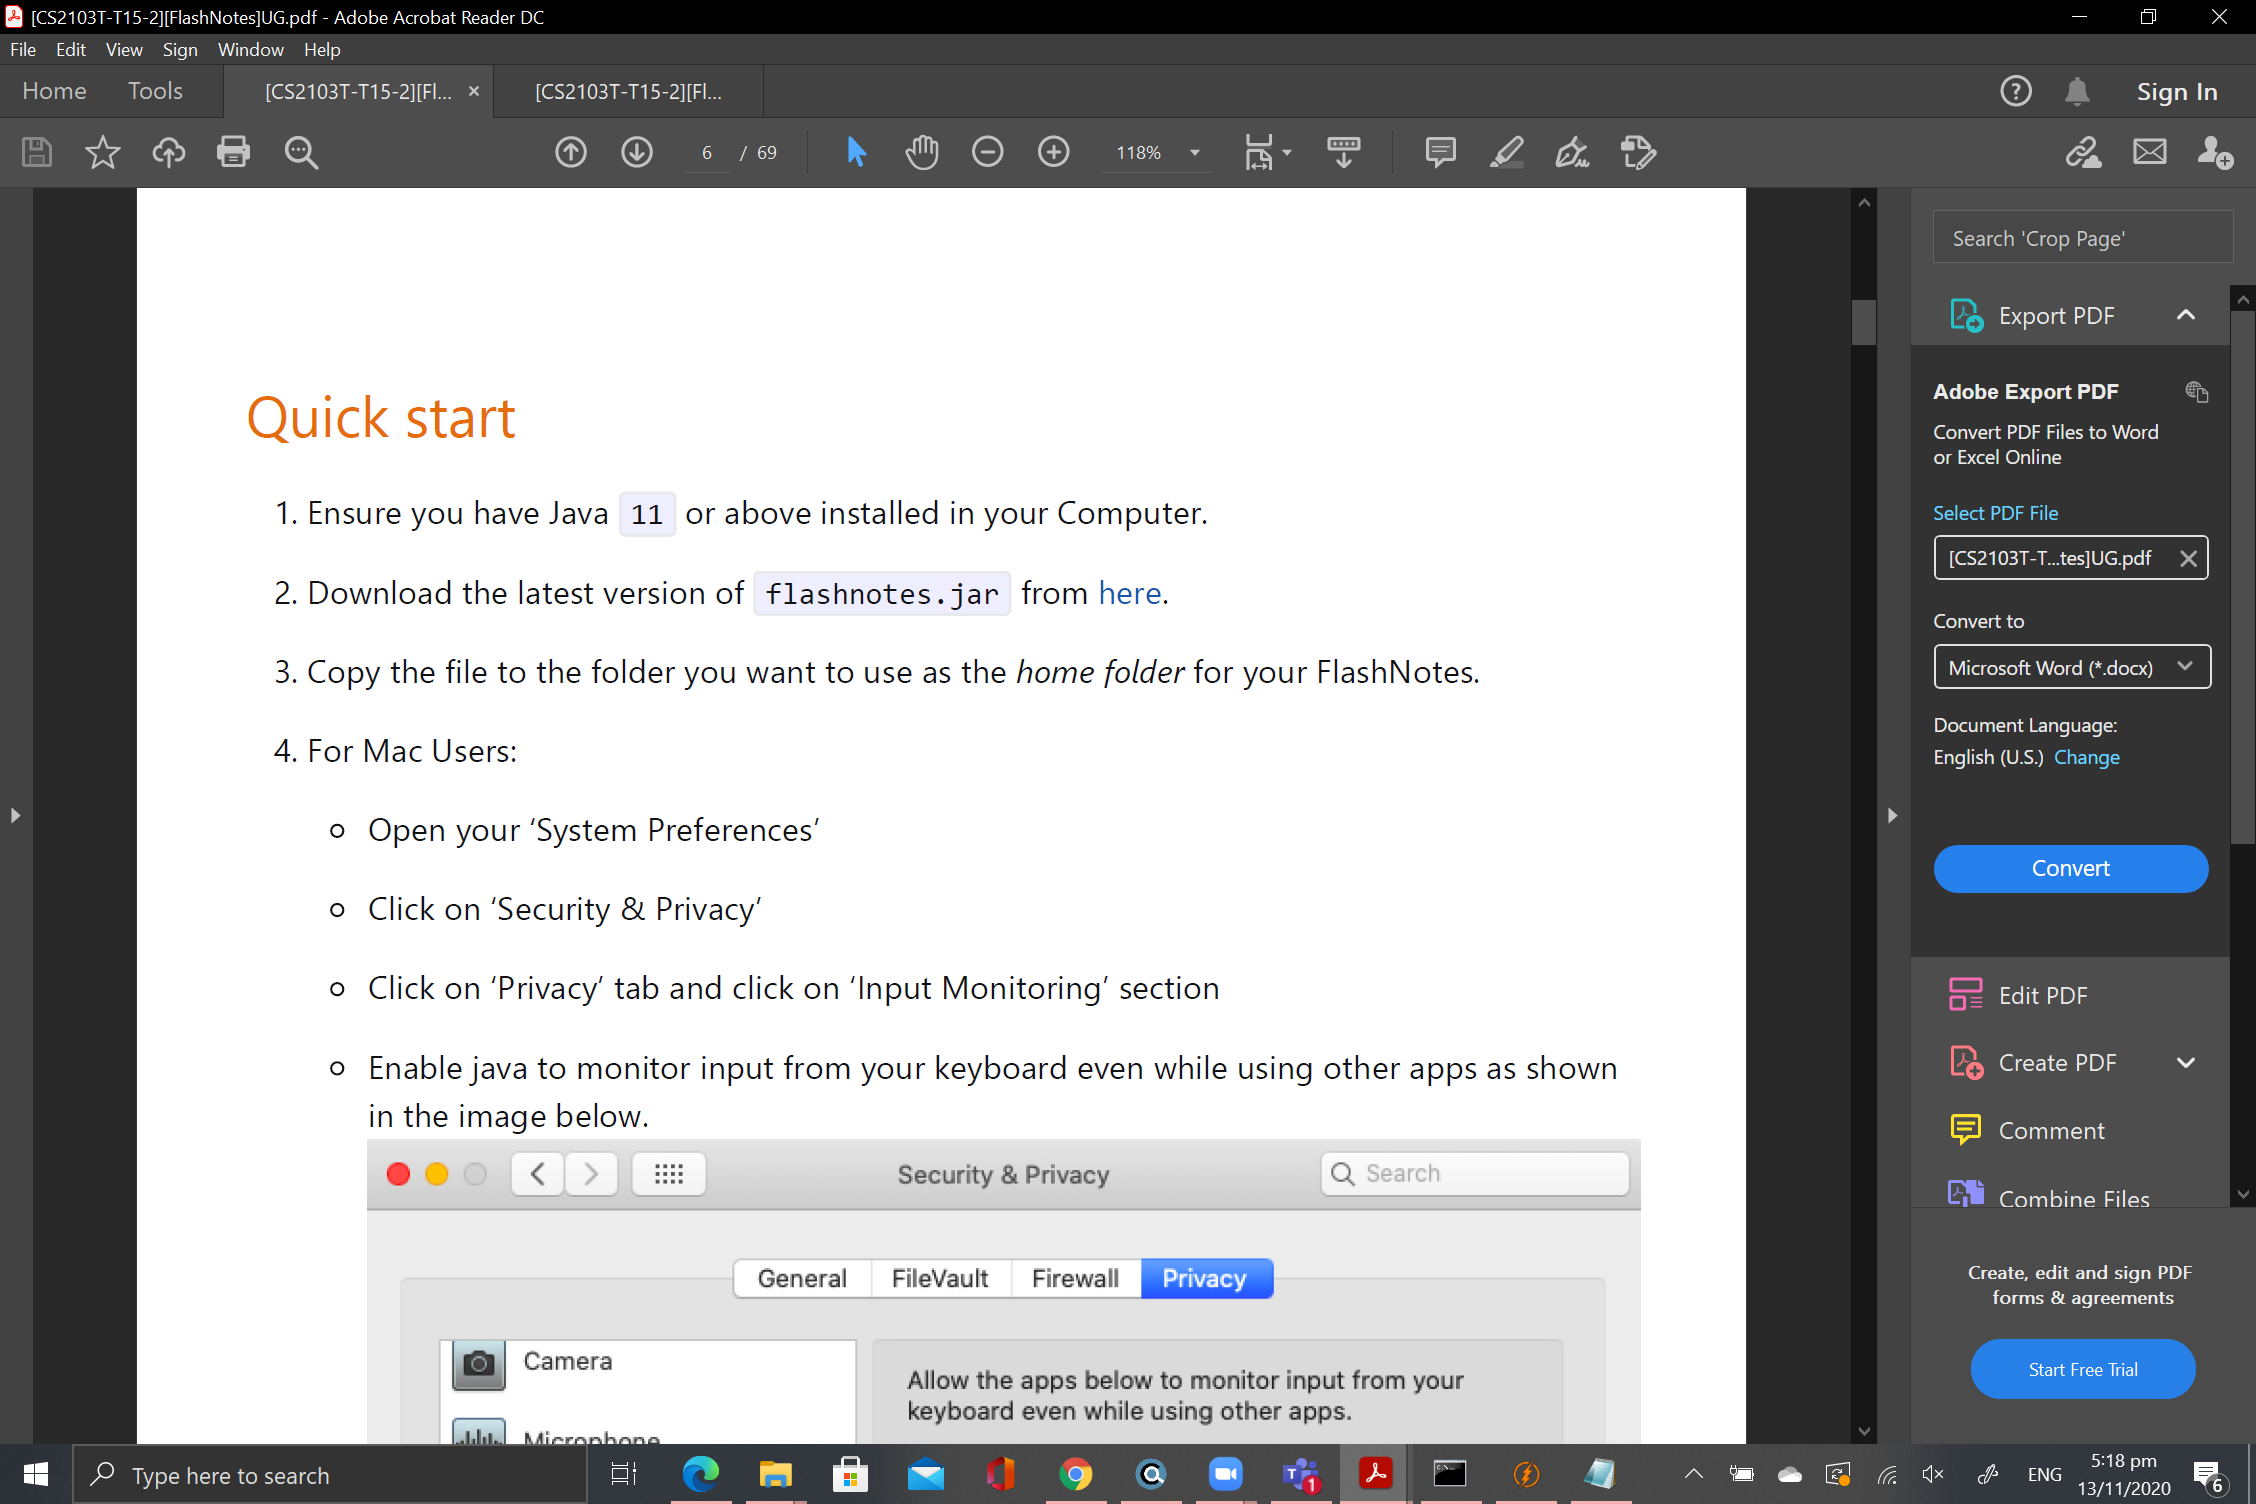 [CS2103T-T15-2][FlashNotes]UG.pdf - Adobe Acrobat Reader DC
File Edit View Sign Window Help
Home Tools [CS2103T-T15-2][Fl... × [CS2103T-T15-2][Fl... Sign In
6 / 69 118%
Quick start
1. Ensure you have Java 11 or above installed in your Computer.
2. Download the latest version of flashnotes.jar from here.
3. Copy the file to the folder you want to use as the home folder for your FlashNotes.
4. For Mac Users:
Open your ‘System Preferences’
Click on ‘Security & Privacy’
Click on ‘Privacy’ tab and click on ‘Input Monitoring’ section
Enable java to monitor input from your keyboard even while using other apps as shown
in the image below.
Security & Privacy Search
General FileVault Firewall Privacy
Camera
Microphone
Allow the apps below to monitor input from your
keyboard even while using other apps.
Search 'Crop Page'
Export PDF
Adobe Export PDF
Convert PDF Files to Word
or Excel Online
Select PDF File
[CS2103T-T...tes]UG.pdf
Convert to
Microsoft Word (*.docx)
Document Language:
English (U.S.) Change
Convert
Edit PDF
Create PDF
Comment
Combine Files
Create, edit and sign PDF
forms & agreements
Start Free Trial
Type here to search
1
ENG
5:18 pm
13/11/2020
6